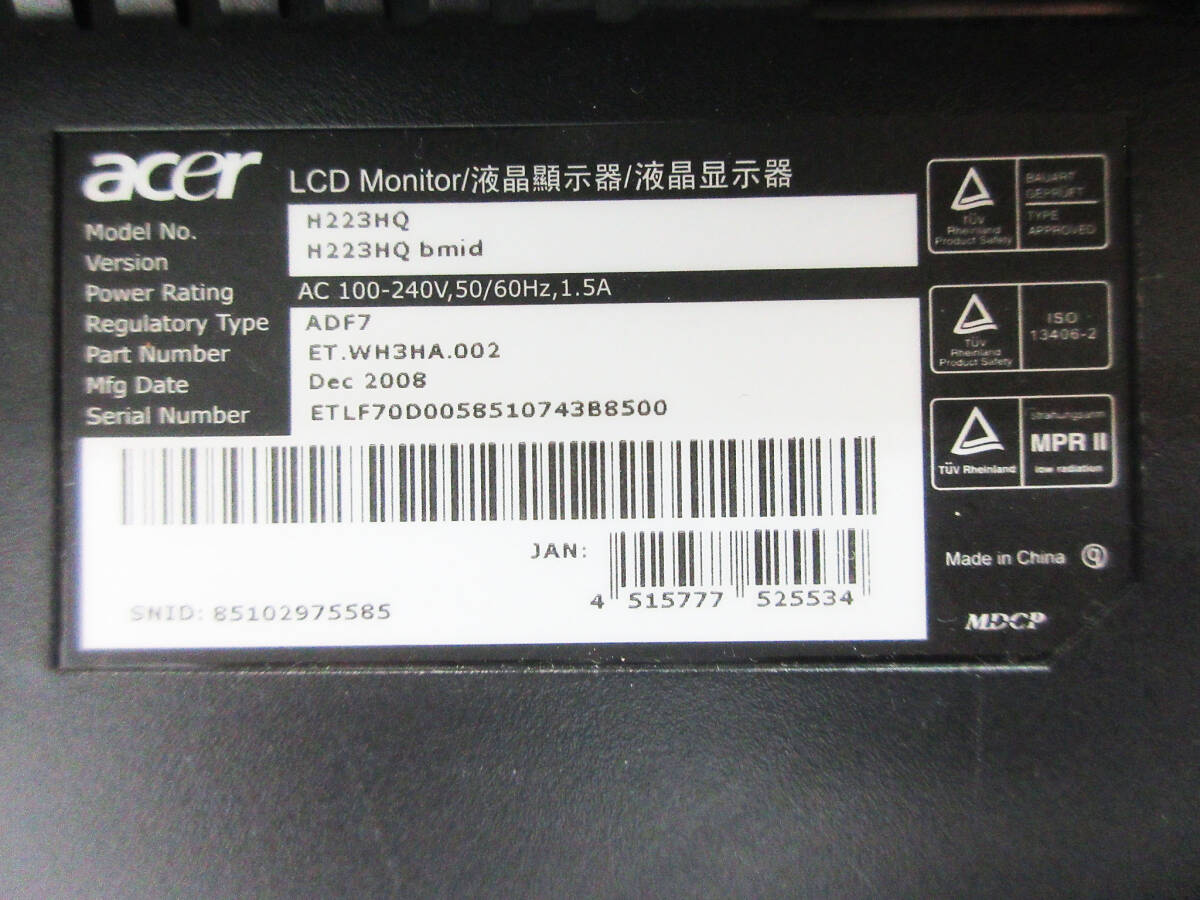 acer LCD Monitor/液晶顯示器/液晶显示器
Model No. H223HQ
Version H223HQ bmid
Power Rating AC 100-240V,50/60Hz,1.5A
Regulatory Type ADF7
Part Number ET.WH3HA.002
Mfg Date Dec 2008
Serial Number ETLF70D0058510743B8500
JAN:
4 515777 525534
SNID: 85102975585
TÜV
Rheinland
Product Safety
BAUART
GEPRÜFT
TYPE
APPROVED
TÜV
Rheinland
Product Safety
ISO
13406-2
TÜV Rheinland
MPR II
low radiation
Made in China
MDCP